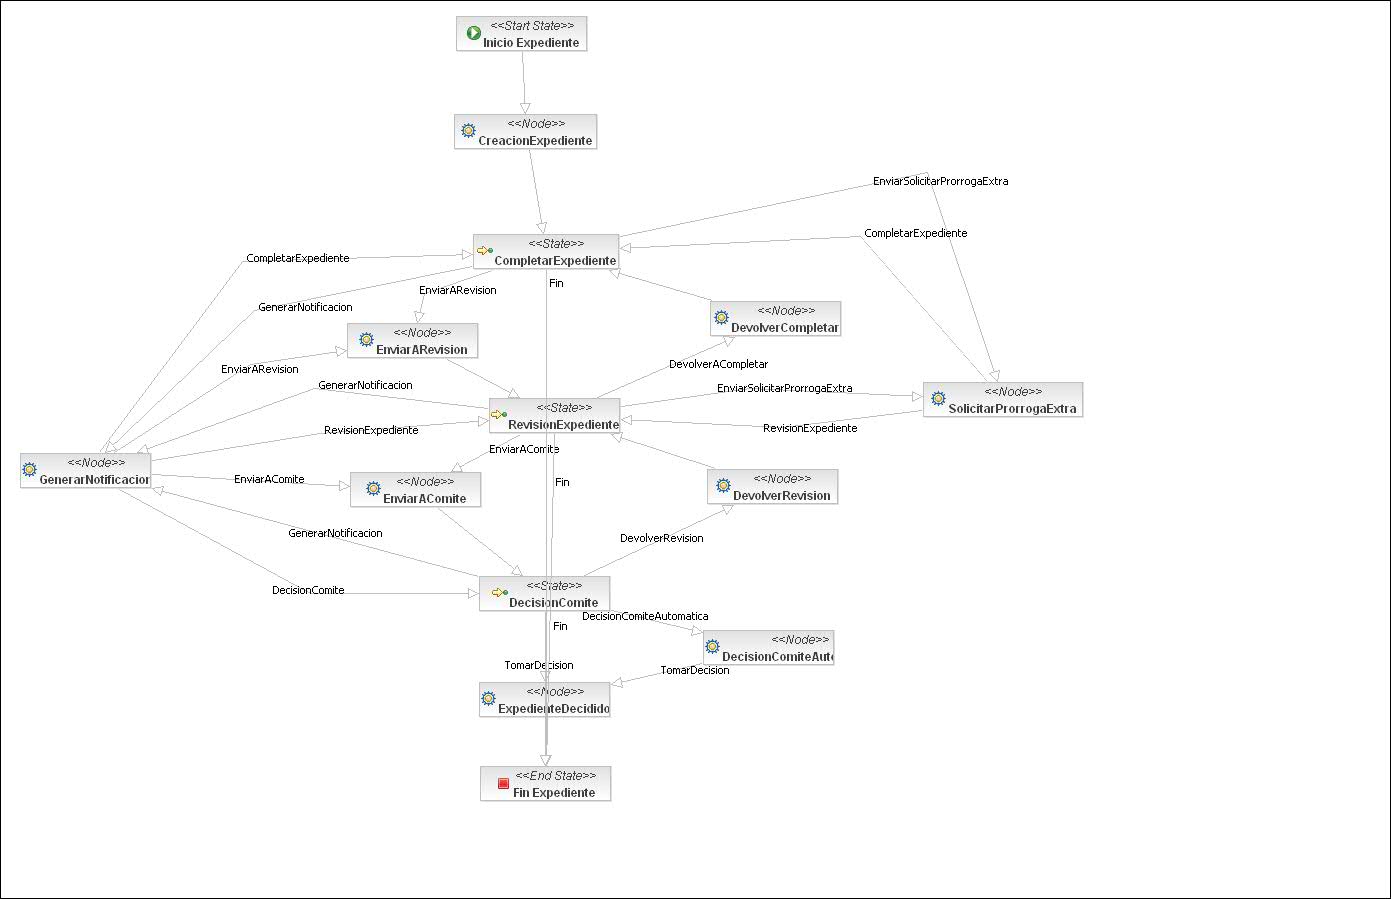 <<Start State>>
Inicio Expediente
<<Node>>
CreacionExpediente
EnviarSolicitarProrrogaExtra
<<State>>
CompletarExpediente
CompletarExpediente
CompletarExpediente
Fin
EnviarARevision
GenerarNotificacion
<<Node>>
DevolverCompletar
<<Node>>
EnviarARevision
DevolverACompletar
EnviarARevision
GenerarNotificacion
EnviarSolicitarProrrogaExtra
<<Node>>
SolicitarProrrogaExtra
<<State>>
RevisionExpediente
RevisionExpediente
RevisionExpediente
EnviarAComite
<<Node>>
GenerarNotificacion
EnviarAComite
<<Node>>
EnviarAComite
Fin
<<Node>>
DevolverRevision
GenerarNotificacion
DevolverRevision
DecisionComite
<<State>>
DecisionComite
DecisionComiteAutomatica
Fin
<<Node>>
DecisionComiteAuto
TomarDecision
TomarDecision
<<Node>>
ExpedienteDecidido
<<End State>>
Fin Expediente